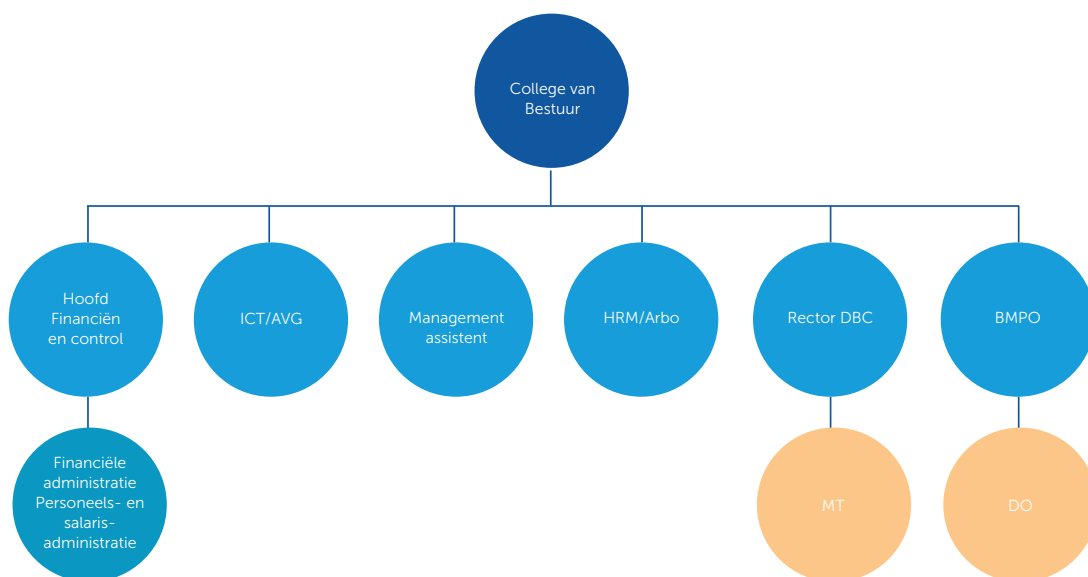 College van
Bestuur
Hoofd
Financiën
en control
ICT/AVG
Management
assistent
HRM/Arbo
Rector DBC
BMPO
Financiële
administratie
Personeels- en
salaris-
administratie
MT
DO